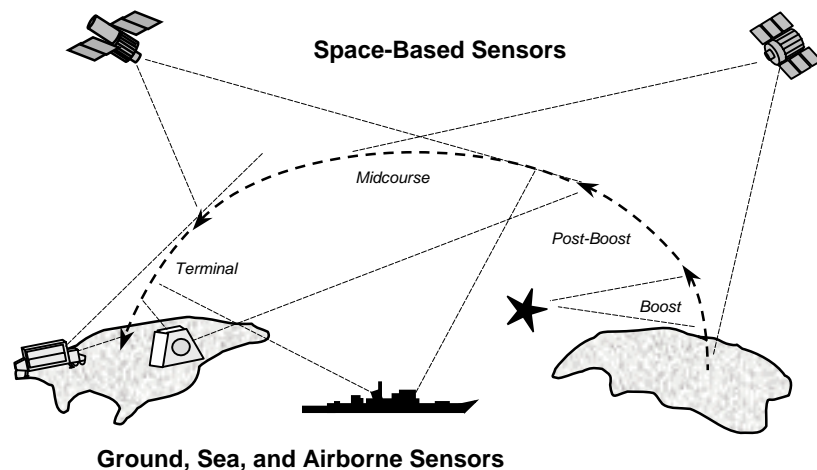 Space-Based Sensors
Midcourse
Post-Boost
Terminal
Boost
Ground, Sea, and Airborne Sensors